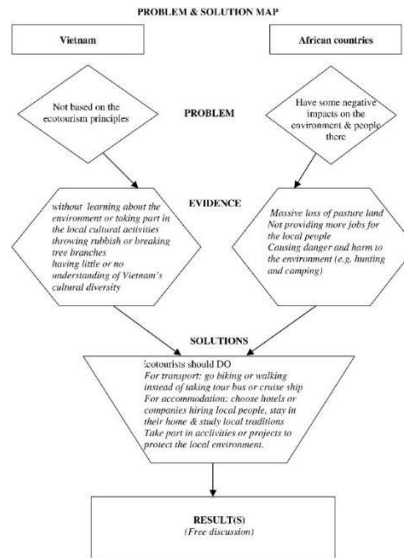 PROBLEM & SOLUTION MAP
Vietnam
African countries
Not based on the
ecotourism principles
PROBLEM
Have some negative
impacts on the
environment & people
there
EVIDENCE
without learning about the
environment or taking part in
the local cultural activities
throwing rubbish or breaking
tree branches
having little or no
understanding of Vietnam's
cultural diversity
Massive loss of pasture land
Not providing more jobs for
the local people
Causing danger and harm to
the environment (e.g. hunting
and camping)
SOLUTIONS
Ecotourists should DO
For transport: go biking or walking
instead of taking tour bus or cruise ship
For accommodation: choose hotels or
companies hiring local people, stay in
their home & study local traditions
Take part in acclivities or projects to
protect the local environment.
RESULT(S)
(Free discussion)